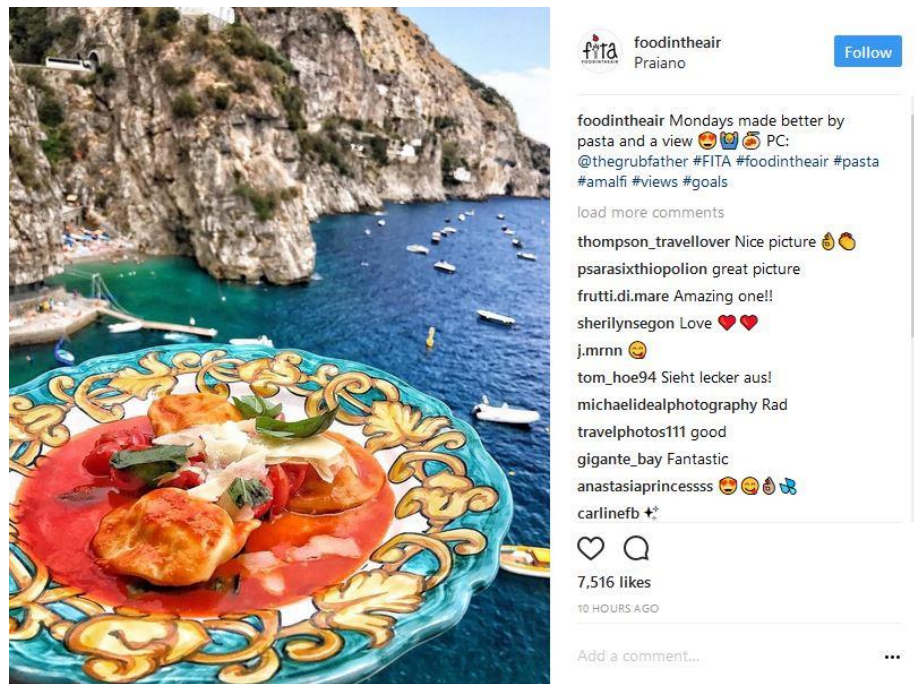 fita
FOODINTHEAIR
foodintheair
Praiano
Follow
foodintheair Mondays made better by
pasta and a view 😍🙆🍝 PC:
@thegrubfather #FITA #foodintheair #pasta
#amalfi #views #goals
load more comments
thompson_travellover Nice picture 👌👏
psarasixthiopolion great picture
frutti.di.mare Amazing one!!
sherilynsegon Love ❤️❤️
j.mrnn 😋
tom_hoe94 Sieht lecker aus!
michaelidealphotography Rad
travelphotos111 good
gigante_bay Fantastic
anastasiaprincessss 😍😋👌💦
carlinefb ✨
7,516 likes
10 HOURS AGO
Add a comment...